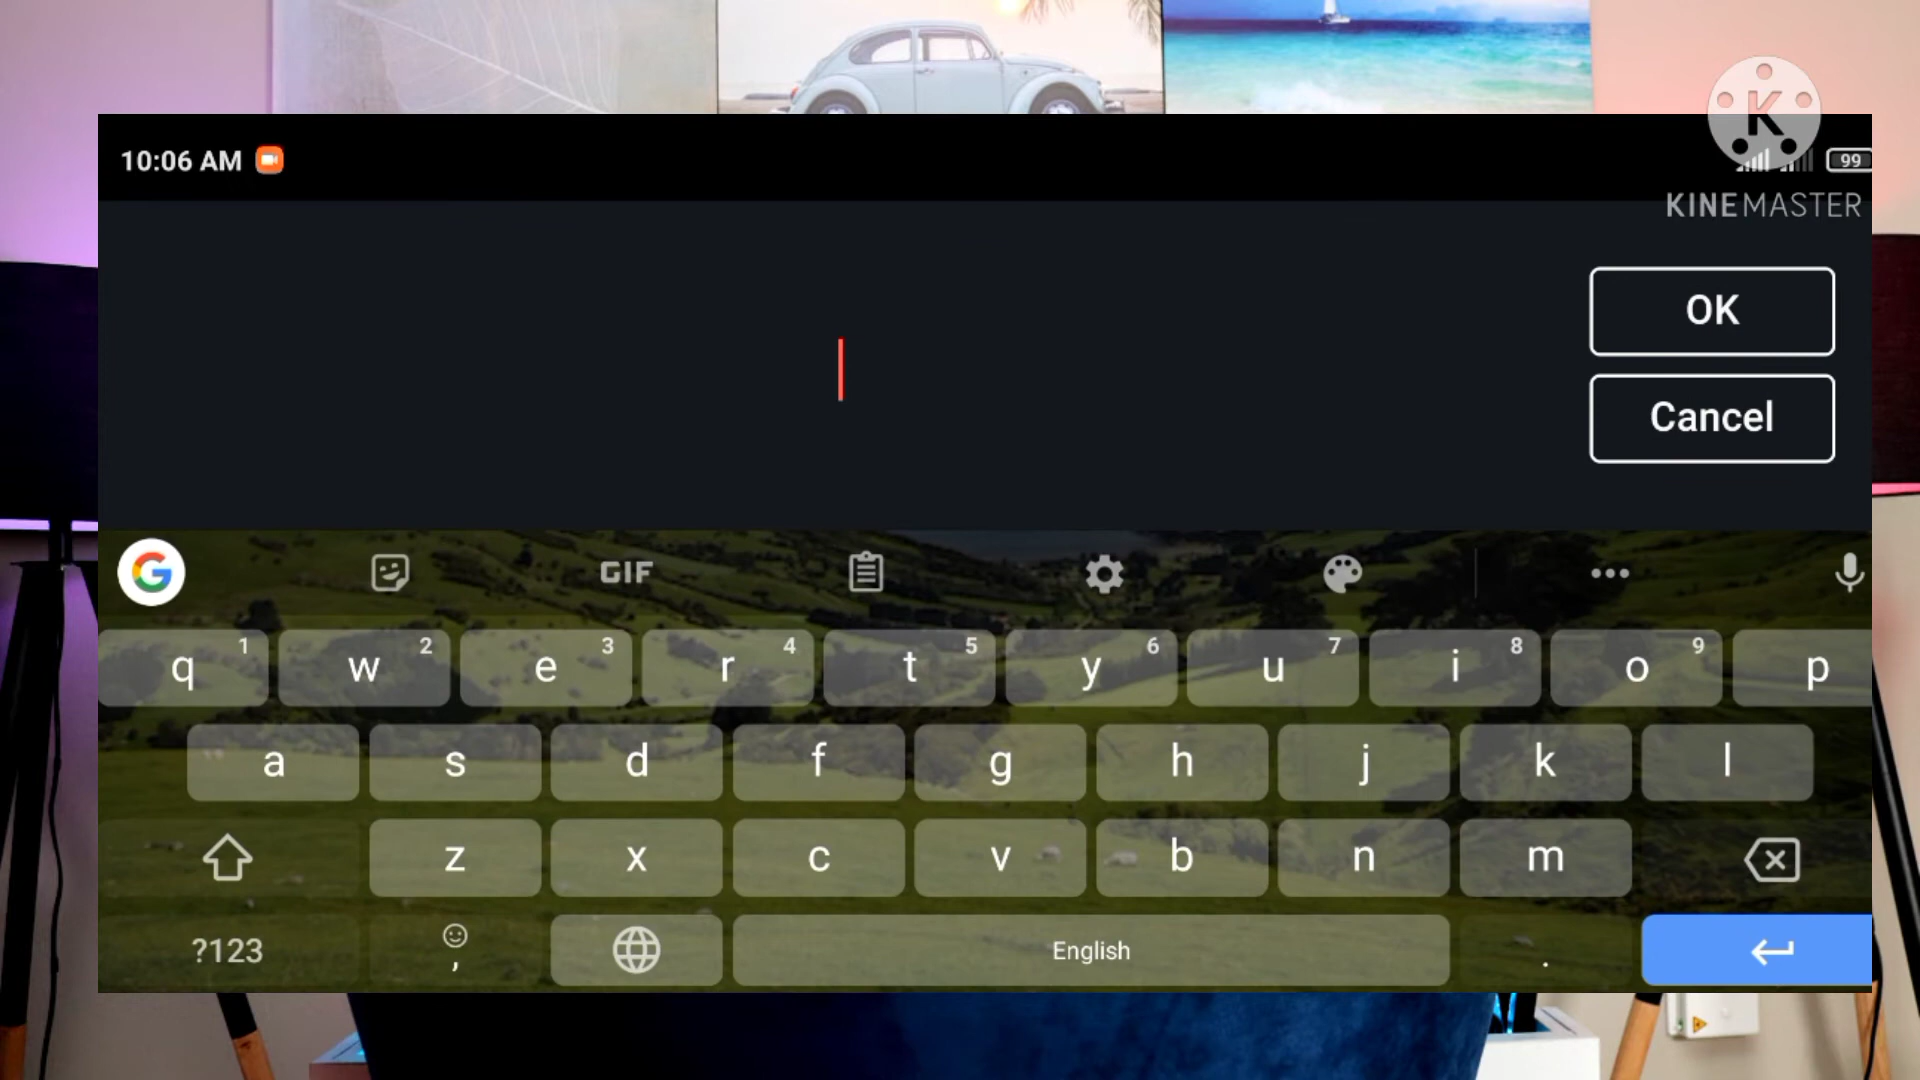 10:06 AM
99
K
KINEMASTER
OK
Cancel
G GIF
q 1 w 2 e 3 r 4 t 5 y 6 u 7 i 8 o 9 p
a s d f g h j k l
z x c v b n m
?123 , English .